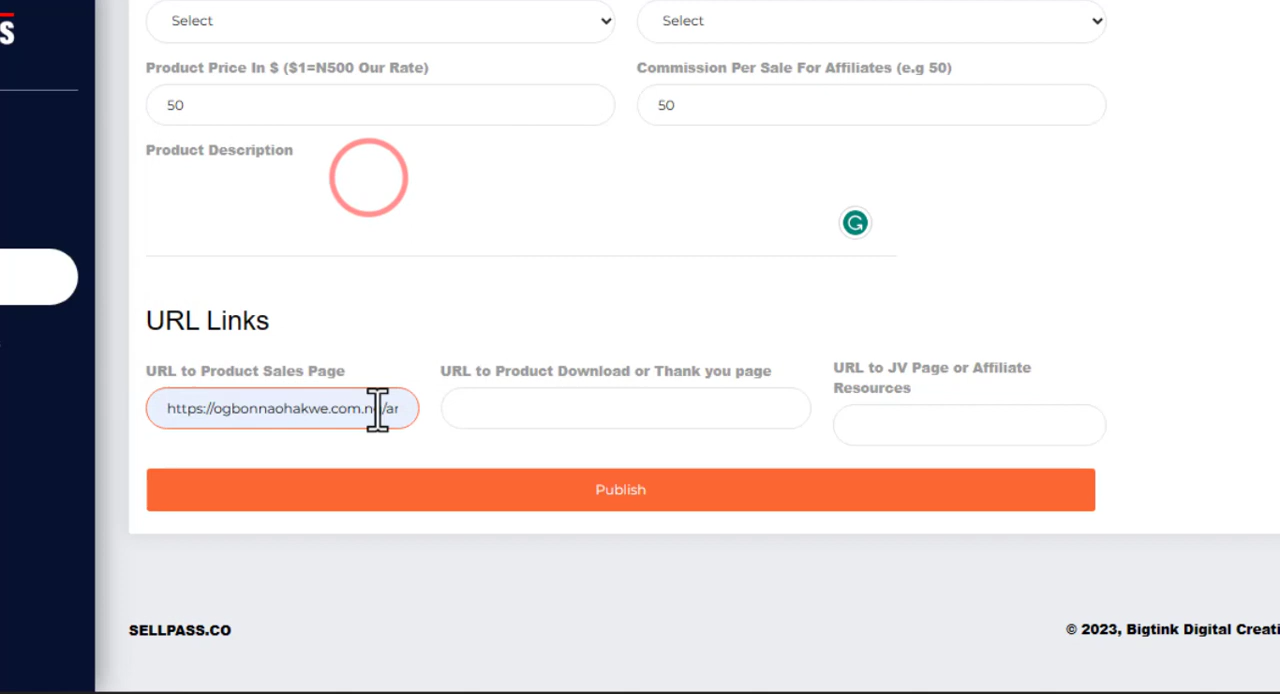 S
Select
Select
Product Price In $ ($1=N500 Our Rate)
Commission Per Sale For Affiliates (e.g 50)
50
50
Product Description
URL Links
URL to Product Sales Page
URL to Product Download or Thank you page
URL to JV Page or Affiliate
Resources
https://ogbonnaohakwe.com.ng/ar
Publish
SELLPASS.CO
© 2023, Bigtink Digital Creati